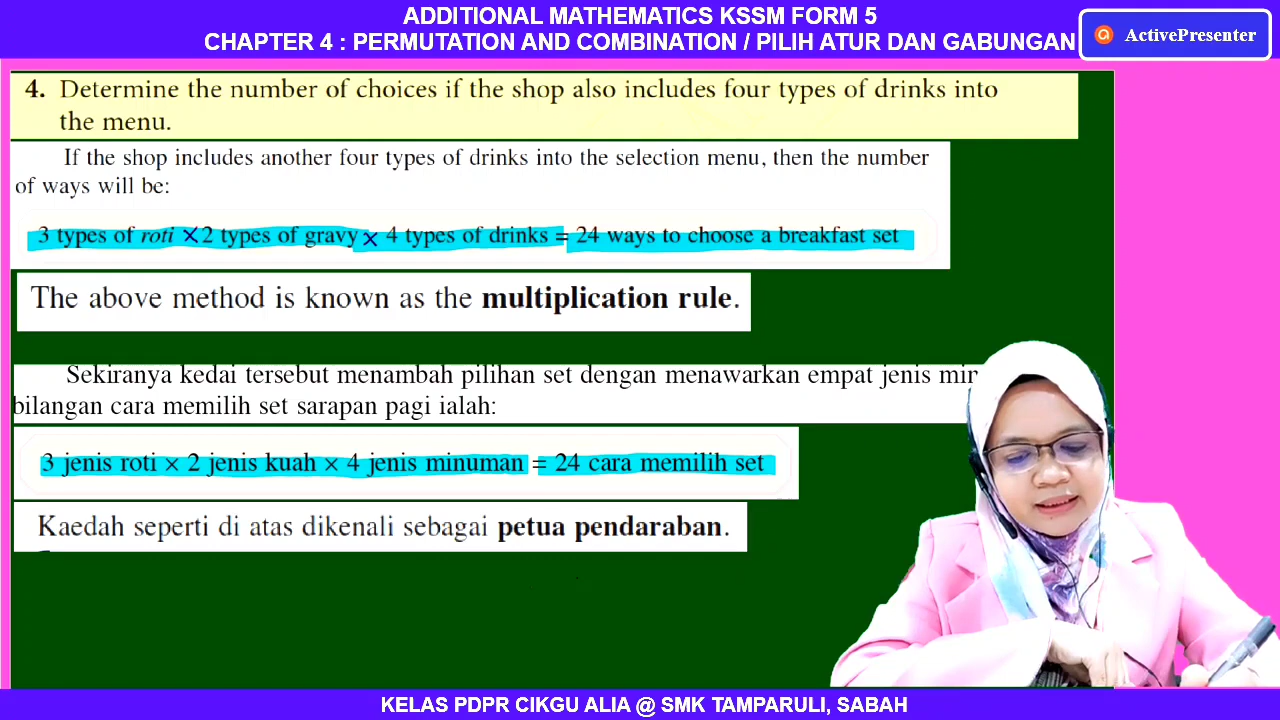 ADDITIONAL MATHEMATICS KSSM FORM 5
CHAPTER 4 : PERMUTATION AND COMBINATION / PILIH ATUR DAN GABUNGAN
ActivePresenter
4. Determine the number of choices if the shop also includes four types of drinks into
the menu.
If the shop includes another four types of drinks into the selection menu, then the number
of ways will be:
3 types of roti × 2 types of gravy × 4 types of drinks = 24 ways to choose a breakfast set
The above method is known as the multiplication rule.
Sekiranya kedai tersebut menambah pilihan set dengan menawarkan empat jenis
bilangan cara memilih set sarapan pagi ialah:
3 jenis roti × 2 jenis kuah × 4 jenis minuman = 24 cara memilih set
Kaedah seperti di atas dikenali sebagai petua pendaraban.
KELAS PDPR CIKGU ALIA @ SMK TAMPARULI, SABAH